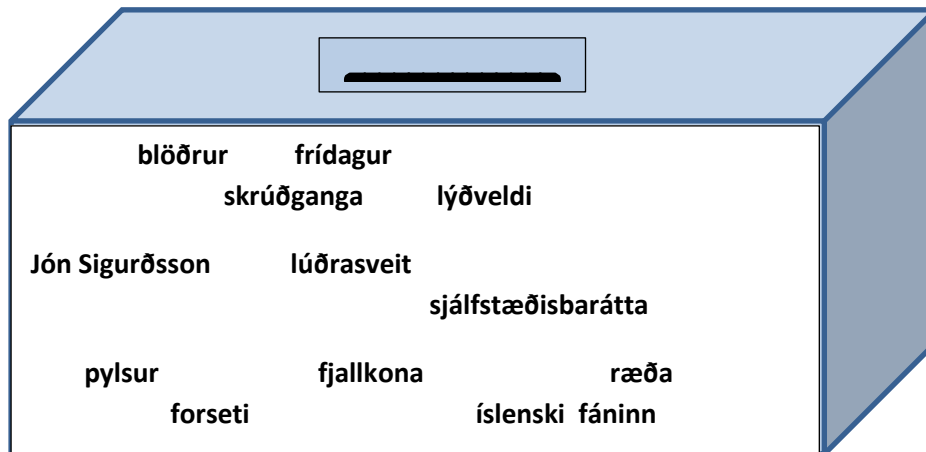 blöðrur frídagur
skrúðganga lýðveldi
Jón Sigurðsson lúðrasveit
sjálfstæðisbarátta
pylsur fjallkona ræða
forseti íslenski fáninn